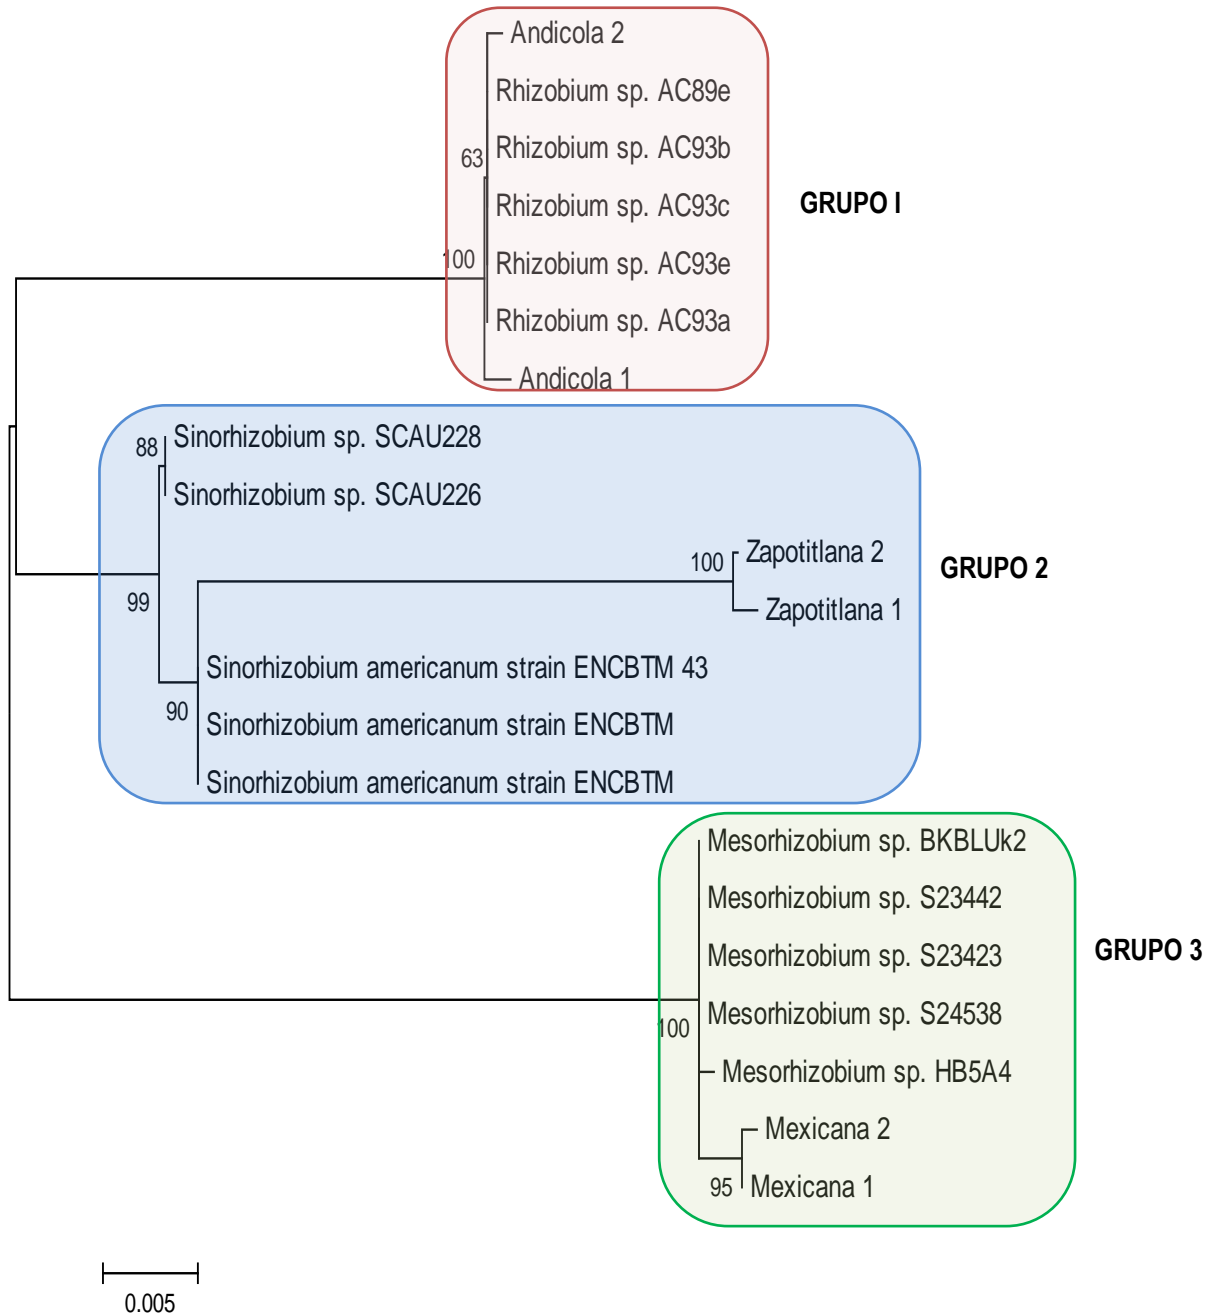 Andicola 2
Rhizobium sp. AC89e
Rhizobium sp. AC93b
63
Rhizobium sp. AC93c
GRUPO I
Rhizobium sp. AC93e
100
Rhizobium sp. AC93a
Andicola 1
Sinorhizobium sp. SCAU228
88
Sinorhizobium sp. SCAU226
Zapotitlana 2
100
GRUPO 2
Zapotitlana 1
99
Sinorhizobium americanum strain ENCBTM 43
90
Sinorhizobium americanum strain ENCBTM
Sinorhizobium americanum strain ENCBTM
Mesorhizobium sp. BKBLUk2
Mesorhizobium sp. S23442
Mesorhizobium sp. S23423
GRUPO 3
Mesorhizobium sp. S24538
100
Mesorhizobium sp. HB5A4
Mexicana 2
95
Mexicana 1
0.005